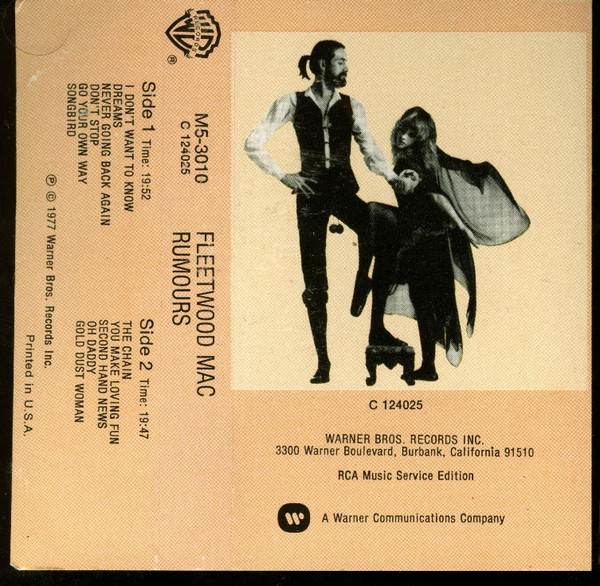 WB
RECORDS
®
Side 1 Time: 19:52
I DON'T WANT TO KNOW
DREAMS
NEVER GOING BACK AGAIN
DON'T STOP
GO YOUR OWN WAY
SONGBIRD
Side 2 Time: 19:47
THE CHAIN
YOU MAKE LOVING FUN
SECOND HAND NEWS
OH DADDY
GOLD DUST WOMAN
℗ © 1977 Warner Bros. Records Inc.
Printed in U.S.A.
M5-3010
C 124025
FLEETWOOD MAC
RUMOURS
C 124025
WARNER BROS. RECORDS INC.
3300 Warner Boulevard, Burbank, California 91510
RCA Music Service Edition
A Warner Communications Company